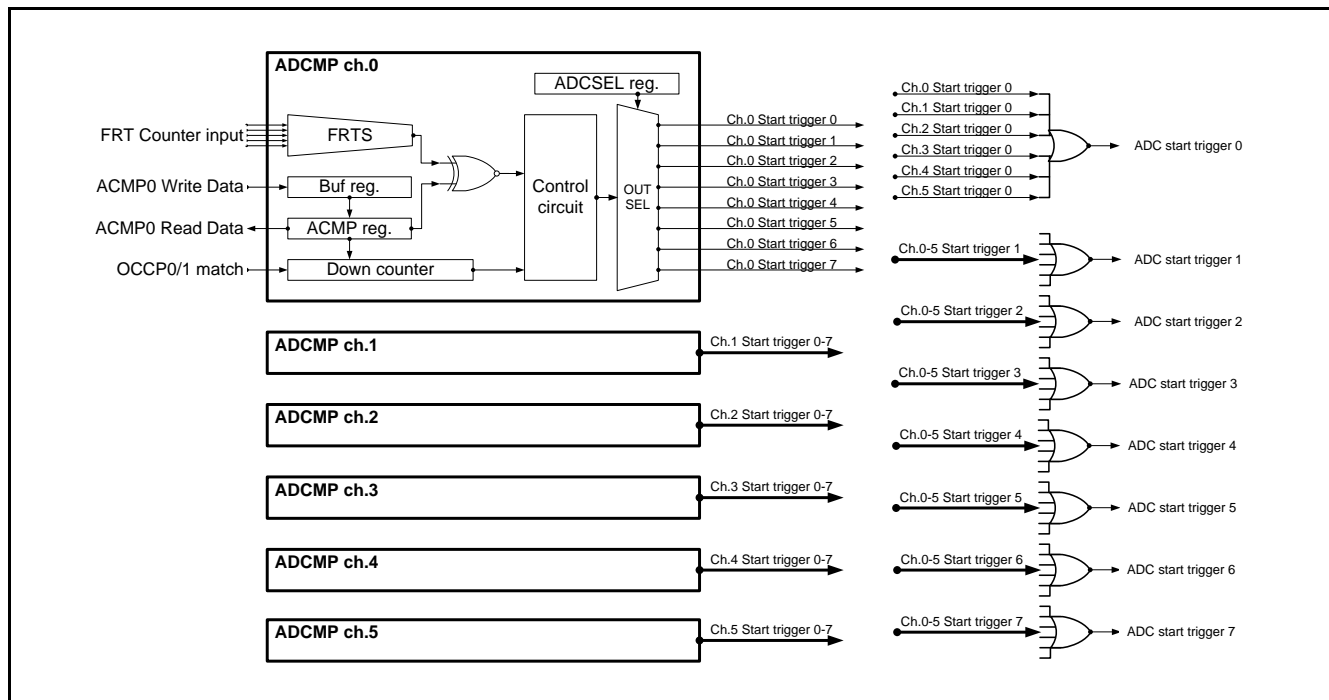 ADCMP ch.0
ADCSEL reg.
FRT Counter input
FRTS
ACMP0 Write Data
Buf reg.
ACMP0 Read Data
ACMP reg.
OCCP0/1 match
Down counter
Control
circuit
OUT
SEL
Ch.0 Start trigger 0
Ch.0 Start trigger 1
Ch.0 Start trigger 2
Ch.0 Start trigger 3
Ch.0 Start trigger 4
Ch.0 Start trigger 5
Ch.0 Start trigger 6
Ch.0 Start trigger 7
ADCMP ch.1
Ch.1 Start trigger 0-7
ADCMP ch.2
Ch.2 Start trigger 0-7
ADCMP ch.3
Ch.3 Start trigger 0-7
ADCMP ch.4
Ch.4 Start trigger 0-7
ADCMP ch.5
Ch.5 Start trigger 0-7
Ch.0 Start trigger 0
Ch.1 Start trigger 0
Ch.2 Start trigger 0
Ch.3 Start trigger 0
Ch.4 Start trigger 0
Ch.5 Start trigger 0
ADC start trigger 0
Ch.0-5 Start trigger 1
ADC start trigger 1
Ch.0-5 Start trigger 2
ADC start trigger 2
Ch.0-5 Start trigger 3
ADC start trigger 3
Ch.0-5 Start trigger 4
ADC start trigger 4
Ch.0-5 Start trigger 5
ADC start trigger 5
Ch.0-5 Start trigger 6
ADC start trigger 6
Ch.0-5 Start trigger 7
ADC start trigger 7